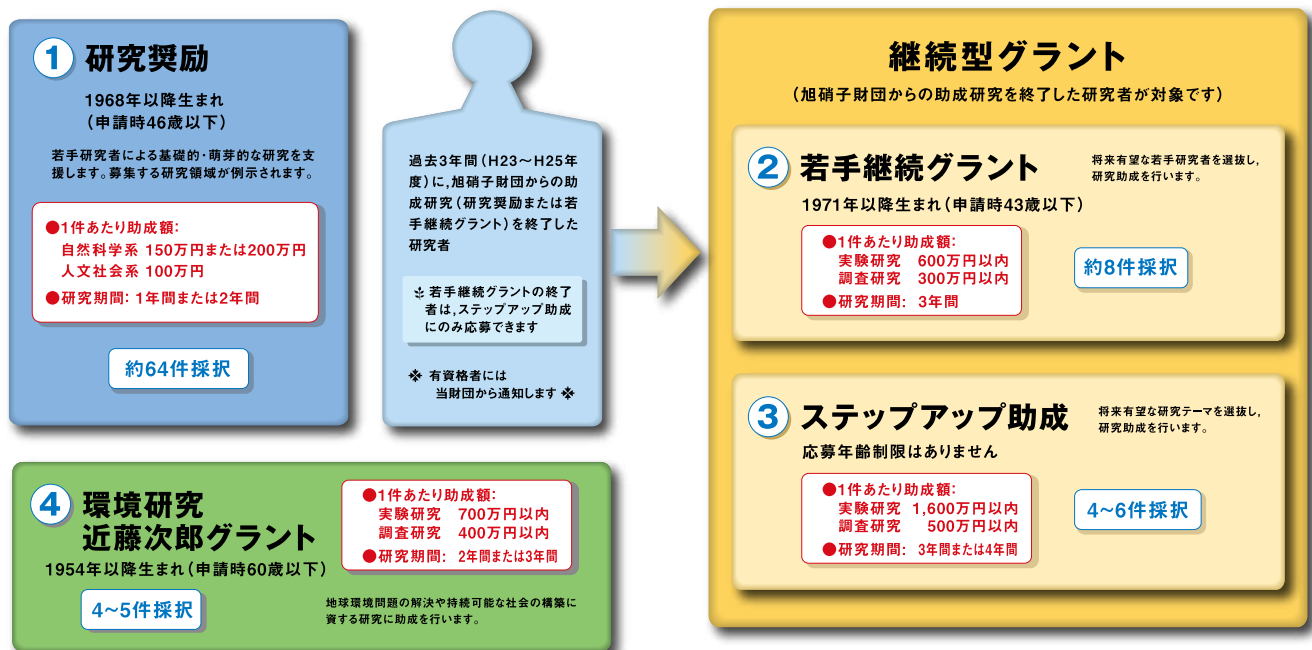 ① 研究奨励
1968年以降生まれ
（申請時46歳以下）
若手研究者による基礎的・萌芽的な研究を支
援します。募集する研究領域が例示されます。
●1件あたり助成額：
自然科学系 150万円または200万円
人文社会系 100万円
●研究期間：1年間または2年間
約64件採択
過去3年間（H23～H25年
度）に，旭硝子財団からの助
成研究（研究奨励または若
手継続グラント）を終了した
研究者
若手継続グラントの終了
者は，ステップアップ助成
にのみ応募できます
❖ 有資格者には
当財団から通知します ❖
継続型グラント
（旭硝子財団からの助成研究を終了した研究者が対象です）
② 若手継続グラント
将来有望な若手研究者を選抜し，
研究助成を行います。
1971年以降生まれ（申請時43歳以下）
●1件あたり助成額：
実験研究 600万円以内
調査研究 300万円以内
●研究期間： 3年間
約8件採択
③ ステップアップ助成
将来有望な研究テーマを選抜し，
研究助成を行います。
応募年齢制限はありません
●1件あたり助成額：
実験研究 1,600万円以内
調査研究 500万円以内
●研究期間： 3年間または4年間
4~6件採択
④ 環境研究
近藤次郎グラント
1954年以降生まれ（申請時60歳以下）
●1件あたり助成額：
実験研究 700万円以内
調査研究 400万円以内
●研究期間： 2年間または3年間
4~5件採択
地球環境問題の解決や持続可能な社会の構築に
資する研究に助成を行います。